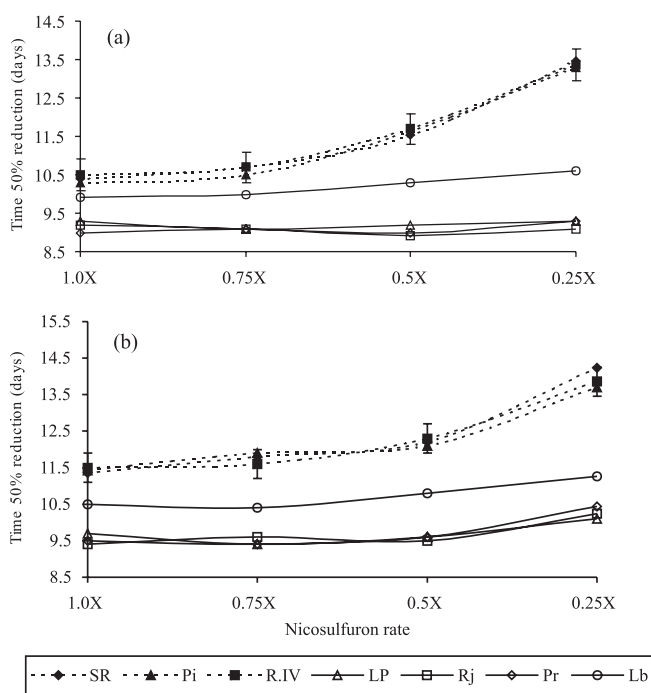 (a)
Time 50% reduction (days)
15.5
13.5
12.5
11.5
10.5
9.5
8.5
1.0X
0.75X
0.5X
0.25X
(b)
Time 50% reduction (days)
15.5
14.5
13.5
12.5
11.5
10.5
9.5
8.5
1.0X
0.75X
0.5X
0.25X
Nicosulfuron rate
SR Pi R.IV LP Rj Pr Lb